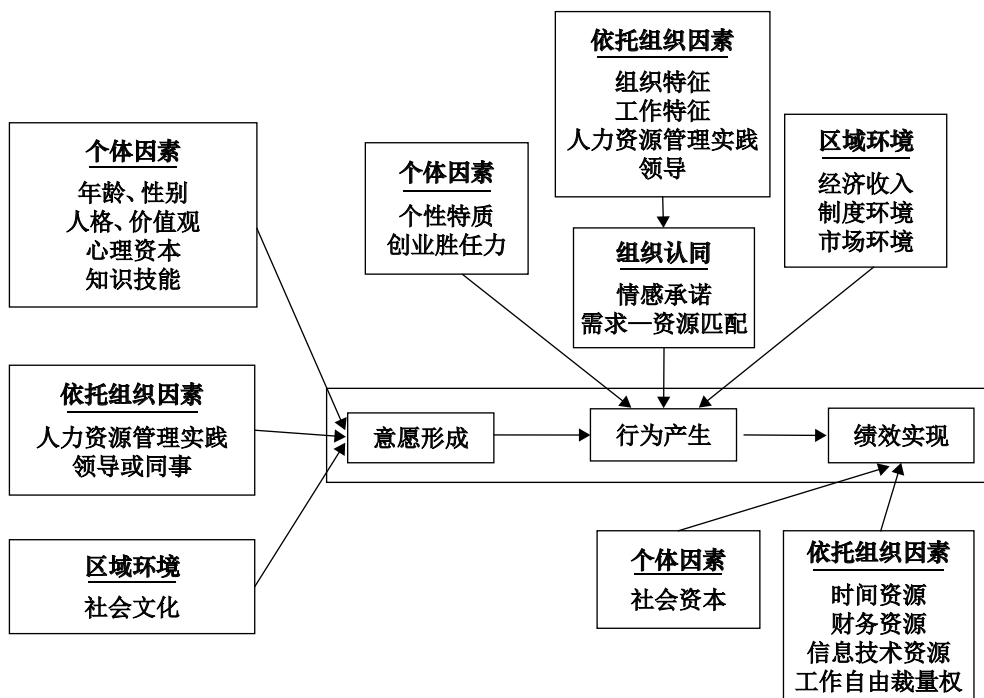 个体因素
年龄、性别
人格、价值观
心理资本
知识技能
依托组织因素
人力资源管理实践
领导或同事
区域环境
社会文化
个体因素
个性特质
创业胜任力
依托组织因素
组织特征
工作特征
人力资源管理实践
领导
组织认同
情感承诺
需求—资源匹配
区域环境
经济收入
制度环境
市场环境
意愿形成
行为产生
绩效实现
个体因素
社会资本
依托组织因素
时间资源
财务资源
信息技术资源
工作自由裁量权